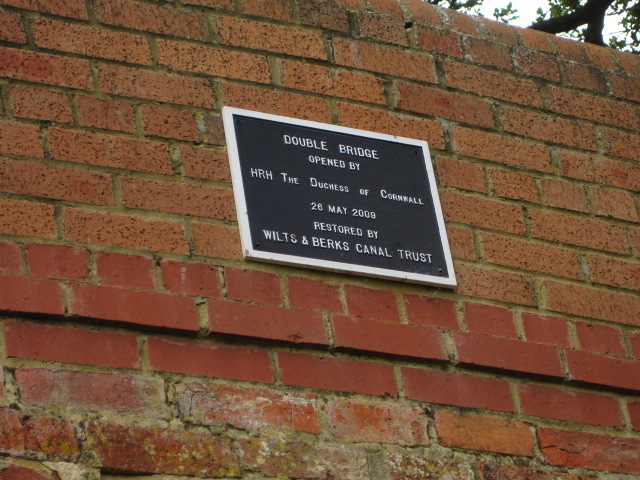 DOUBLE BRIDGE
OPENED BY
HRH THE DUCHESS OF CORNWALL
26 MAY 2009
RESTORED BY
WILTS & BERKS CANAL TRUST